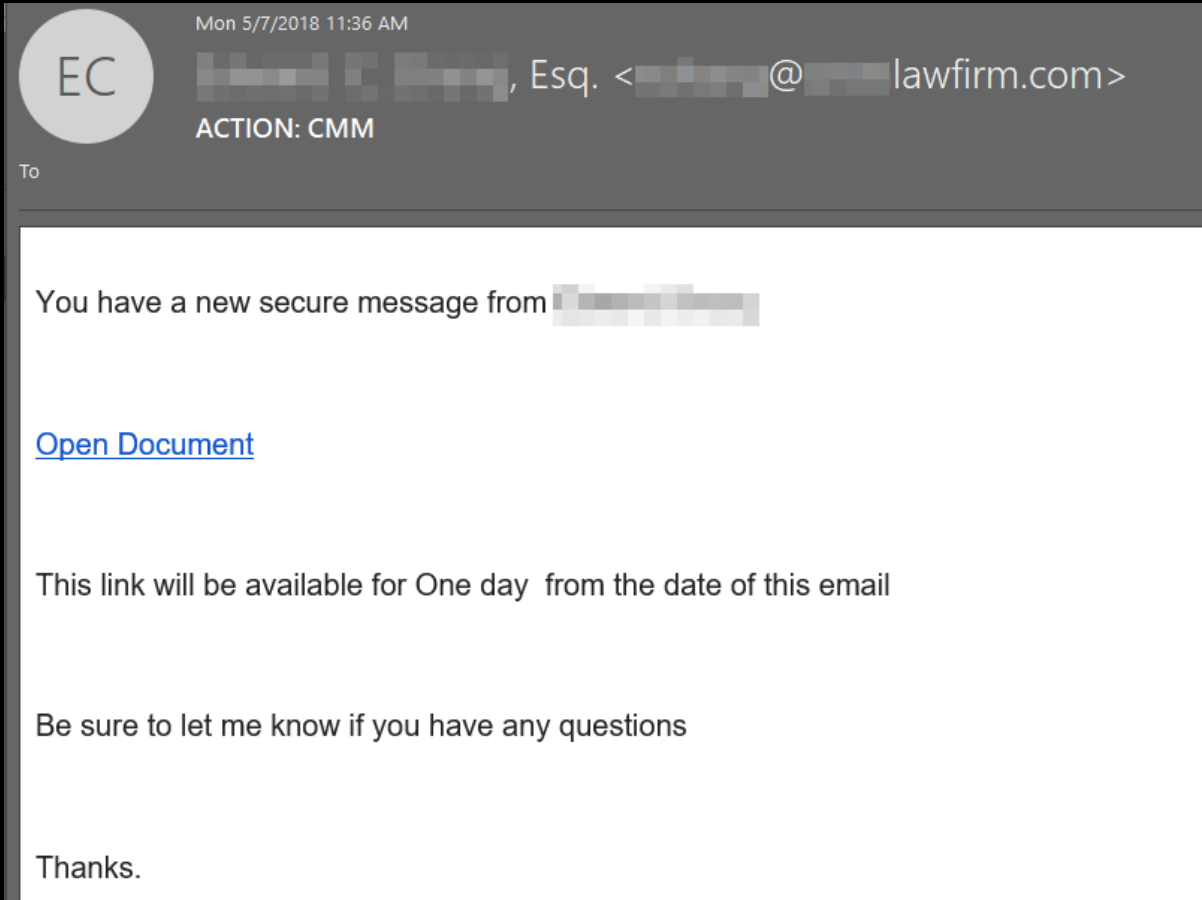 EC
Mon 5/7/2018 11:36 AM
, Esq. < @ lawfirm.com>
ACTION: CMM
To
You have a new secure message from
Open Document
This link will be available for One day  from the date of this email
Be sure to let me know if you have any questions
Thanks.